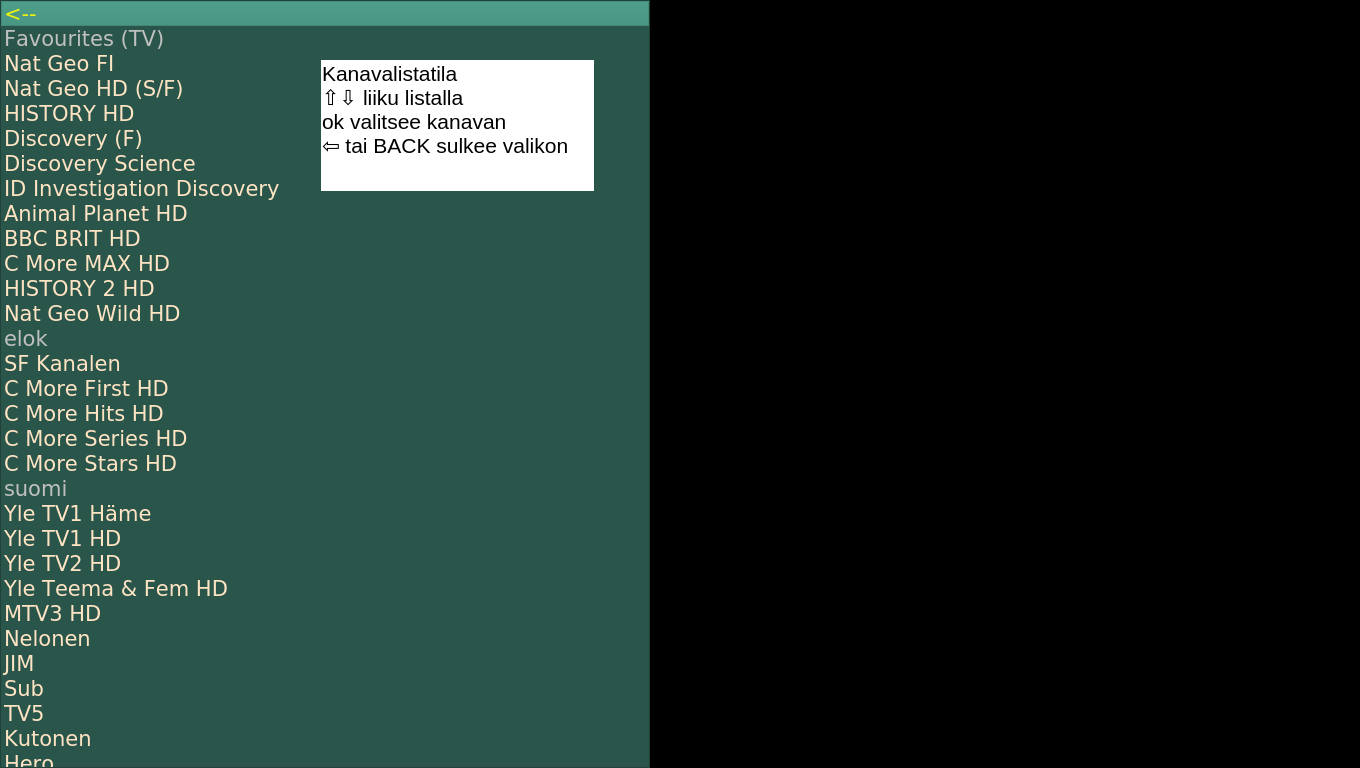 <--
Favourites (TV)
Nat Geo FI
Nat Geo HD (S/F)
HISTORY HD
Discovery (F)
Discovery Science
ID Investigation Discovery
Animal Planet HD
BBC BRIT HD
C More MAX HD
HISTORY 2 HD
Nat Geo Wild HD
elok
SF Kanalen
C More First HD
C More Hits HD
C More Series HD
C More Stars HD
suomi
Yle TV1 Häme
Yle TV1 HD
Yle TV2 HD
Yle Teema & Fem HD
MTV3 HD
Nelonen
JIM
Sub
TV5
Kutonen
Hero
Kanavalistatila
⇧⇩ liiku listalla
ok valitsee kanavan
⇦ tai BACK sulkee valikon